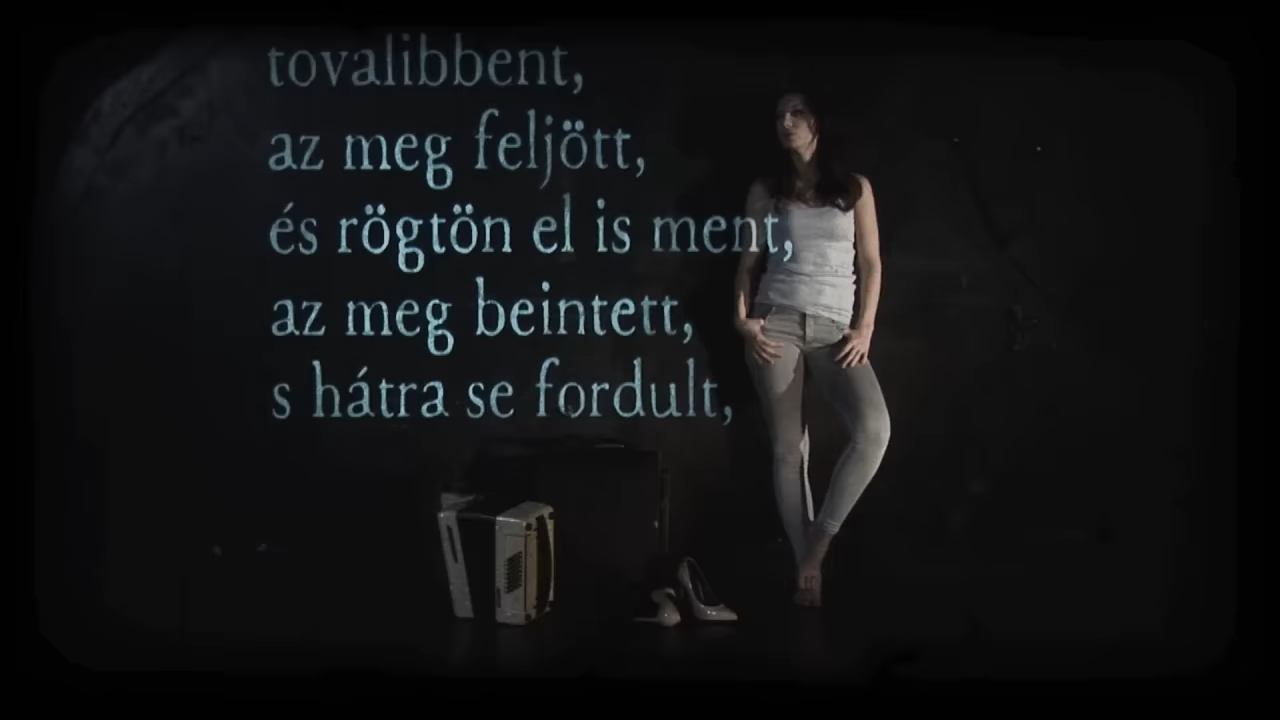 tovalibbent,
az meg feljött,
és rögtön el is ment,
az meg beintett,
s hátra se fordult,